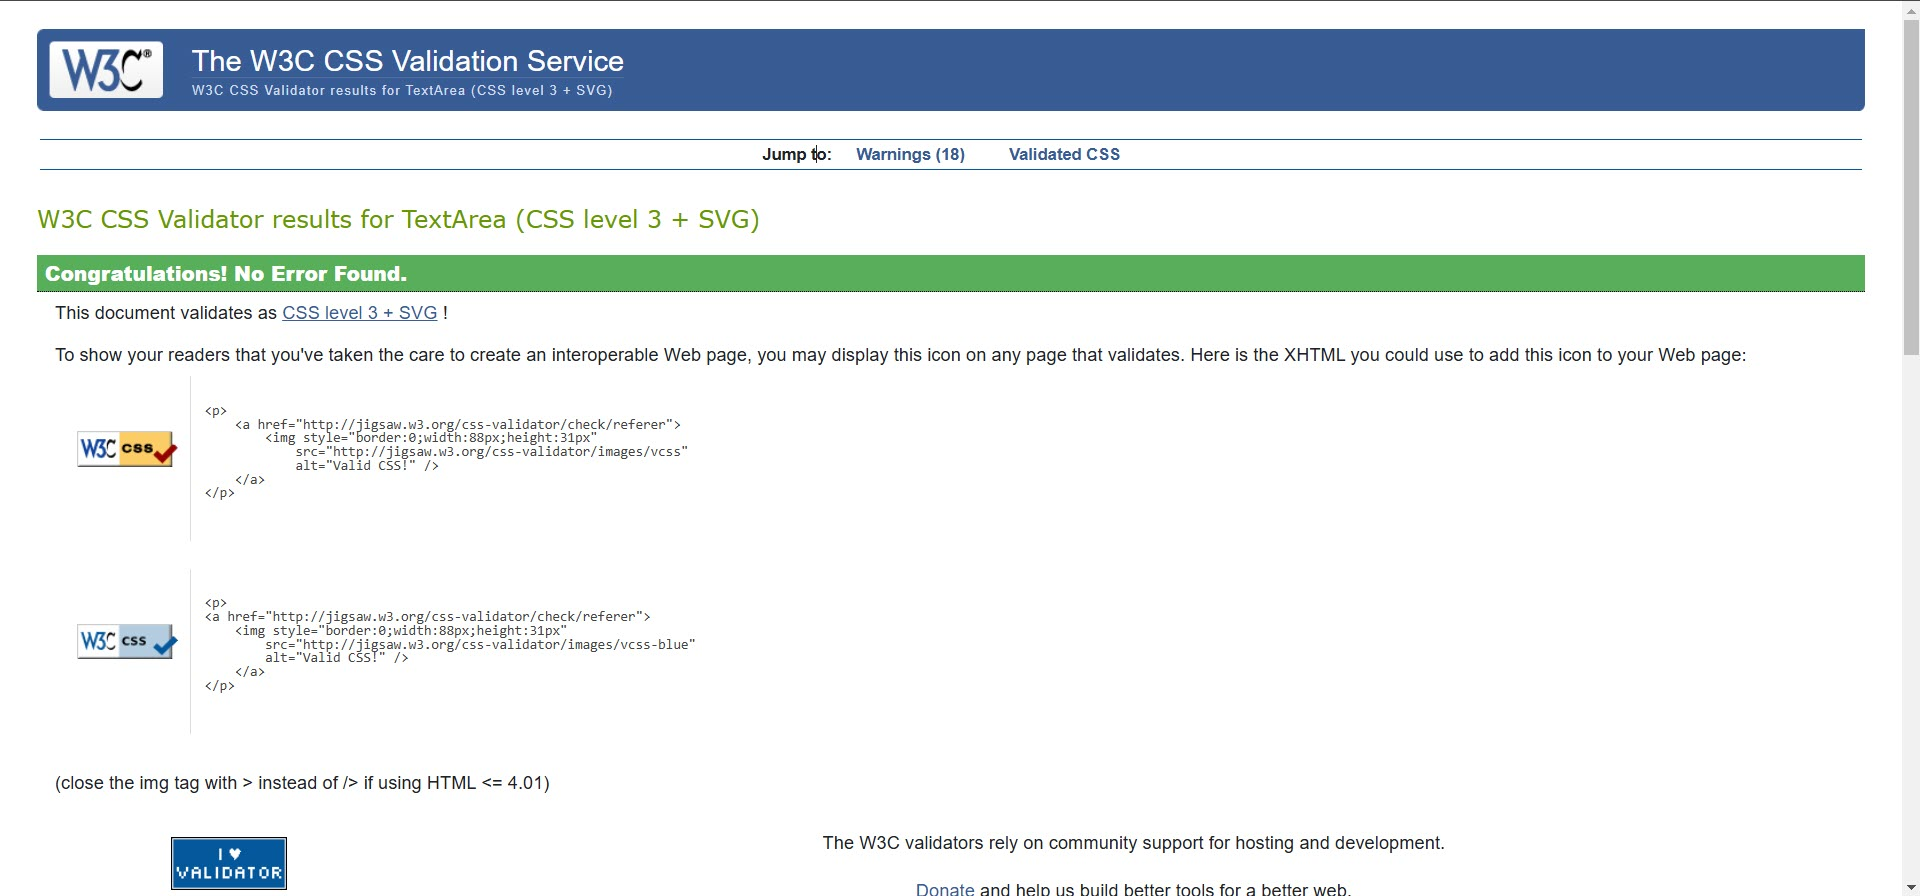 W3C®
The W3C CSS Validation Service
W3C CSS Validator results for TextArea (CSS level 3 + SVG)
Jump to: Warnings (18) Validated CSS
W3C CSS Validator results for TextArea (CSS level 3 + SVG)
Congratulations! No Error Found.
This document validates as CSS level 3 + SVG !
To show your readers that you've taken the care to create an interoperable Web page, you may display this icon on any page that validates. Here is the XHTML you could use to add this icon to your Web page:
W3C css
<p>
<a href="http://jigsaw.w3.org/css-validator/check/referer">
<img style="border:0;width:88px;height:31px"
src="http://jigsaw.w3.org/css-validator/images/vcss"
alt="Valid CSS!" />
</a>
</p>
W3C css
<p>
<a href="http://jigsaw.w3.org/css-validator/check/referer">
<img style="border:0;width:88px;height:31px"
src="http://jigsaw.w3.org/css-validator/images/vcss-blue"
alt="Valid CSS!" />
</a>
</p>
(close the img tag with > instead of /> if using HTML <= 4.01)
I ♥
VALIDATOR
The W3C validators rely on community support for hosting and development.
Donate and help us build better tools for a better web.